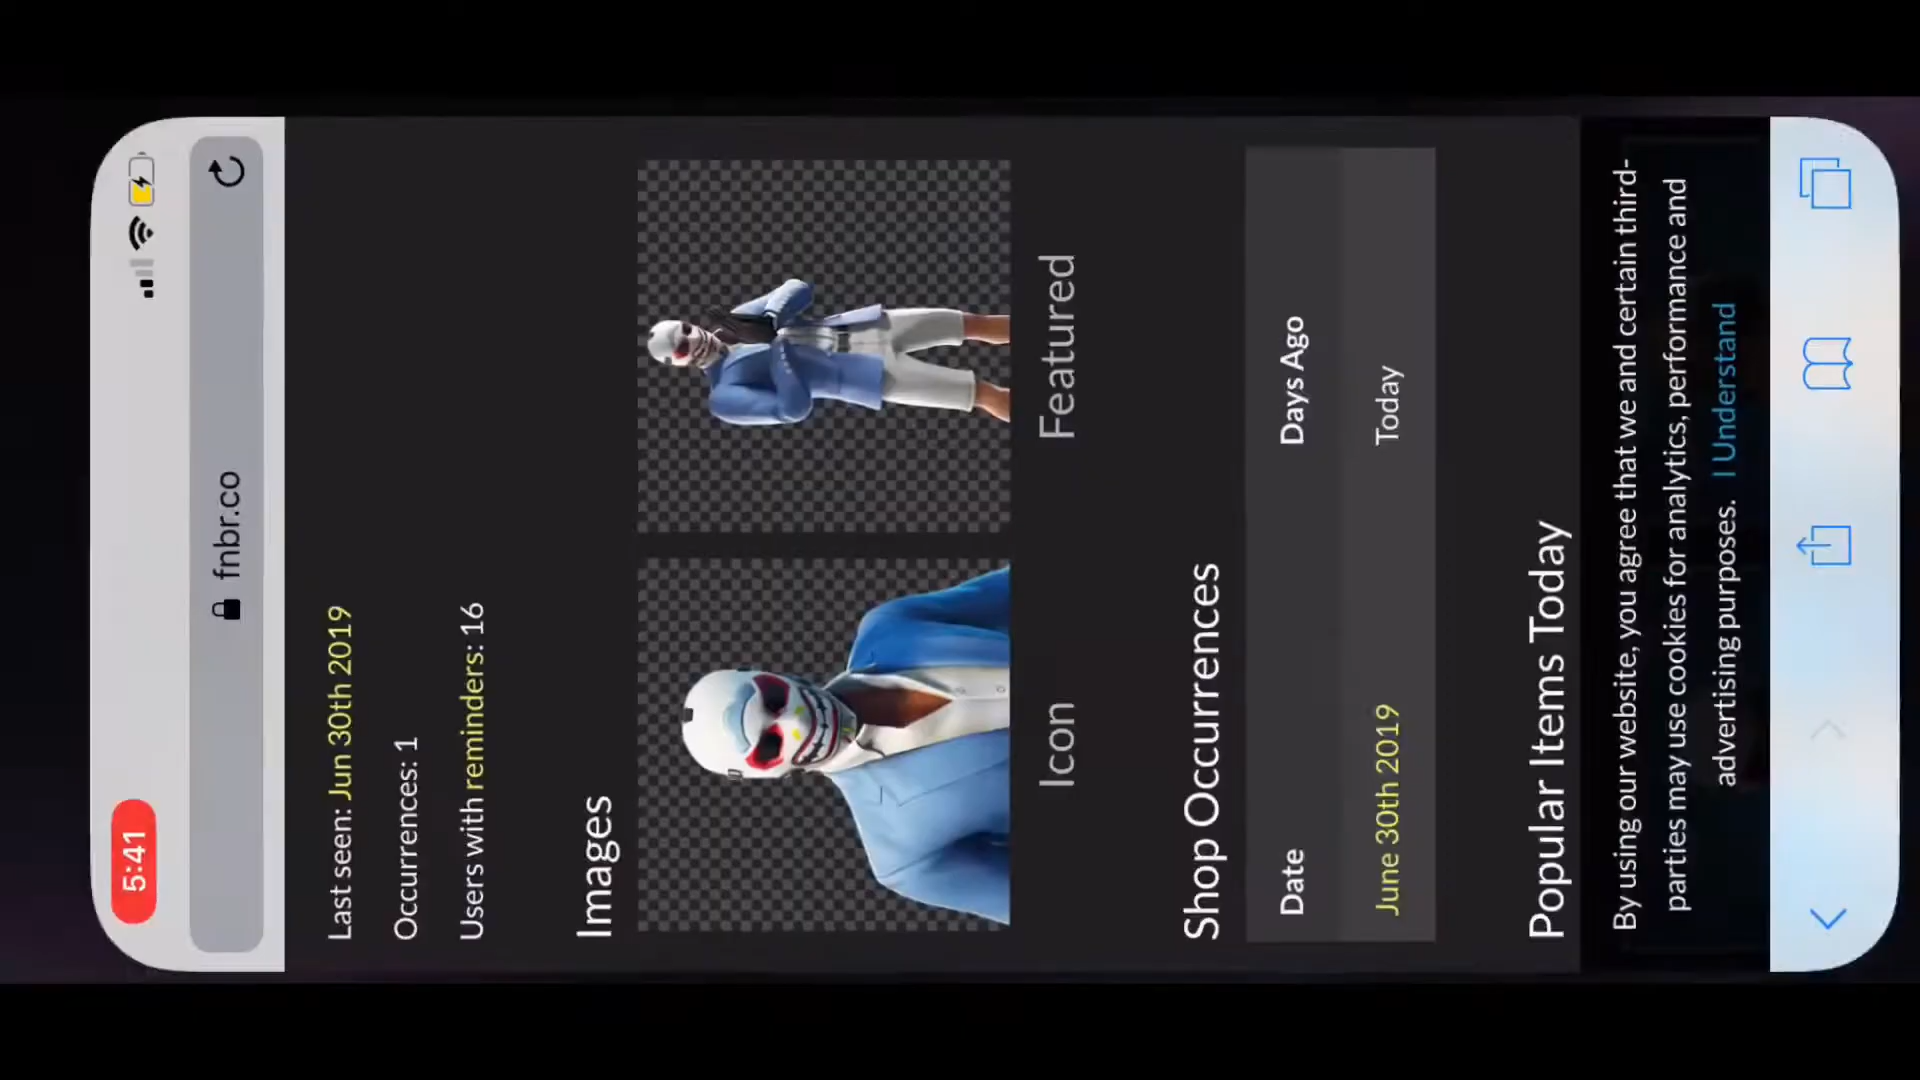 5:41
fnbr.co
Last seen: Jun 30th 2019
Occurrences: 1
Users with reminders: 16
Images
Icon
Featured
Shop Occurrences
Date
Days Ago
June 30th 2019
Today
Popular Items Today
By using our website, you agree that we and certain third-
parties may use cookies for analytics, performance and
advertising purposes. I Understand